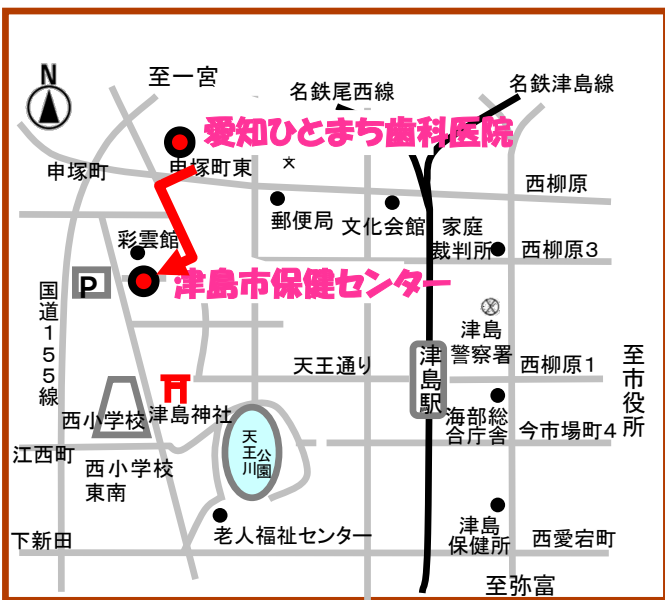 N
至一宮
名鉄尾西線
名鉄津島線
愛知ひとまち歯科医院
申塚町
申塚町東
西柳原
郵便局
文化会館
家庭
裁判所
西柳原3
彩雲館
P
津島市保健センター
国道155線
津島
警察署
天王通り
津島駅
西柳原1
至市役所
西小学校
津島神社
海部総
合庁舎
今市場町4
江西町
西小学校
東南
天王川
公園
老人福祉センター
津島
保健所
下新田
西愛宕町
至弥富